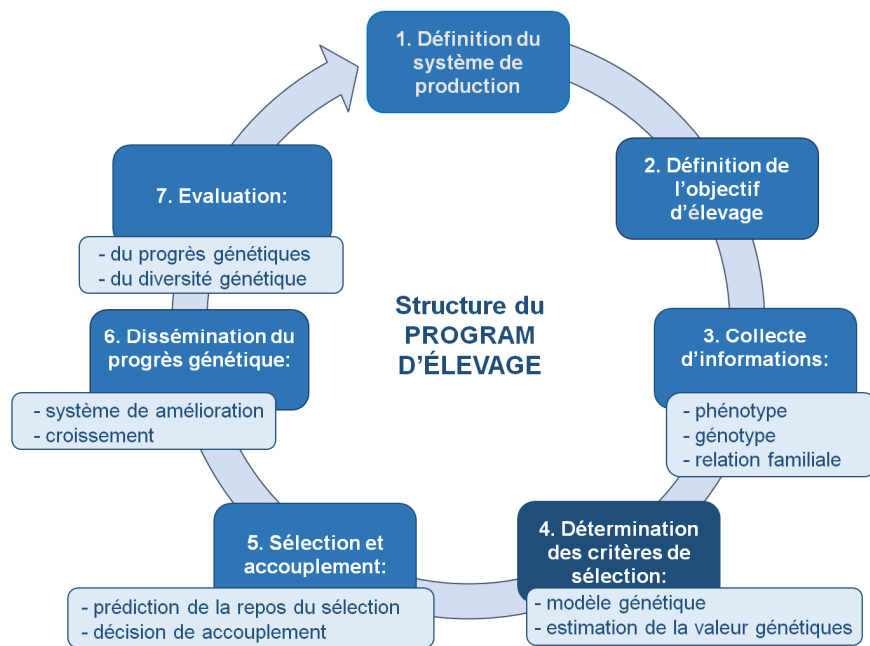 1. Définition du
système de
production
2. Définition de
l'objectif
d'élevage
3. Collecte
d'informations:
- phénotype
- génotype
- relation familiale
4. Détermination
des critères de
sélection:
- modèle génétique
- estimation de la valeur génétiques
5. Sélection et
accouplement:
- prédiction de la repos du sélection
- décision de accouplement
6. Dissémination du
progrès génétique:
- système de amélioration
- croissement
7. Evaluation:
- du progrès génétiques
- du diversité génétique
Structure du
PROGRAM
D'ÉLEVAGE